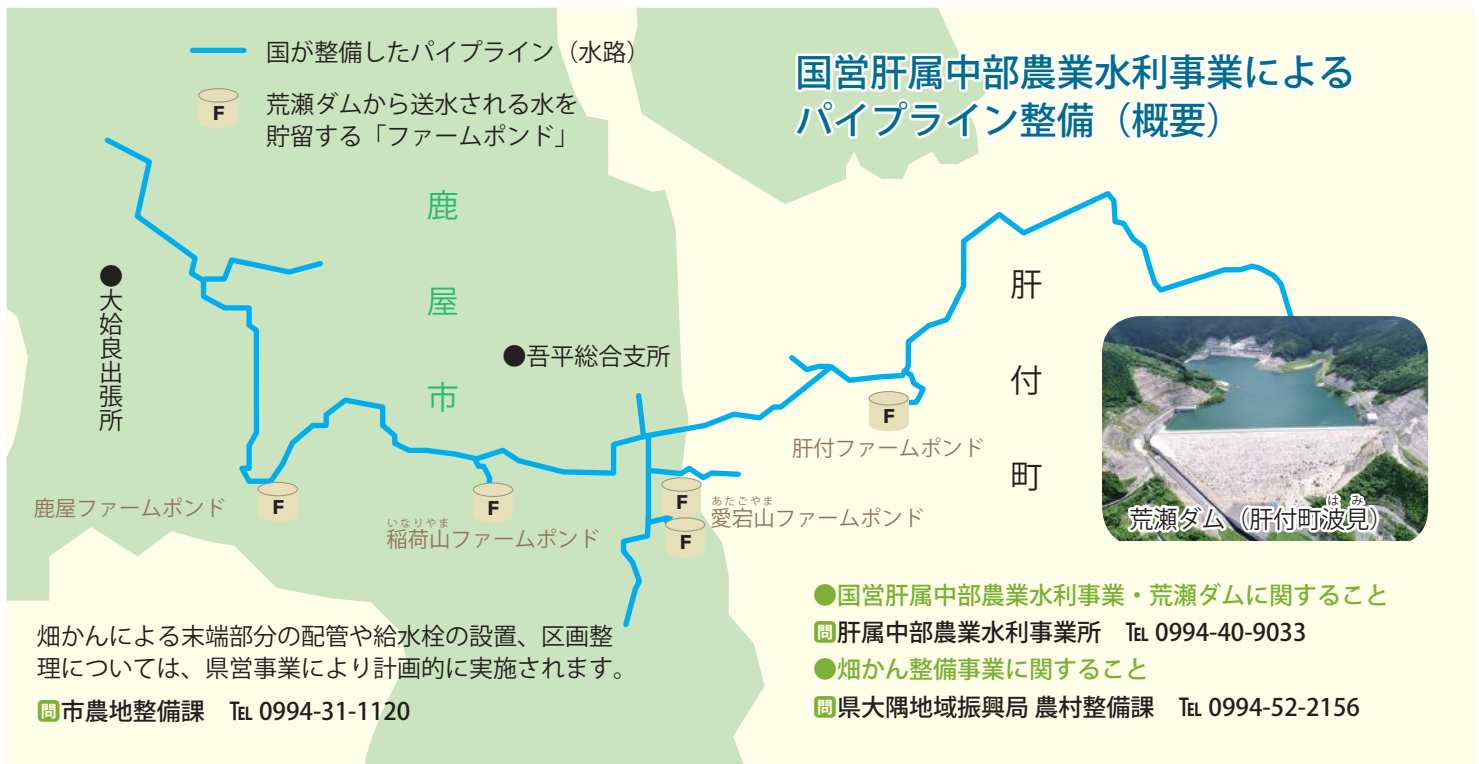 国が整備したパイプライン（水路）
F
荒瀬ダムから送水される水を
貯留する「ファームポンド」
国営肝属中部農業水利事業による
パイプライン整備（概要）
鹿屋市
肝付町
●大姶良出張所
●吾平総合支所
F
肝付ファームポンド
鹿屋ファームポンド
F
F
いなりやま
稲荷山ファームポンド
F
F
あたごやま
愛宕山ファームポンド
はみ
荒瀬ダム（肝付町波見）
畑かんによる末端部分の配管や給水栓の設置、区画整
理については、県営事業により計画的に実施されます。
問市農地整備課　℡ 0994-31-1120
●国営肝属中部農業水利事業・荒瀬ダムに関すること
問肝属中部農業水利事業所　℡ 0994-40-9033
●畑かん整備事業に関すること
問県大隅地域振興局 農村整備課　℡ 0994-52-2156